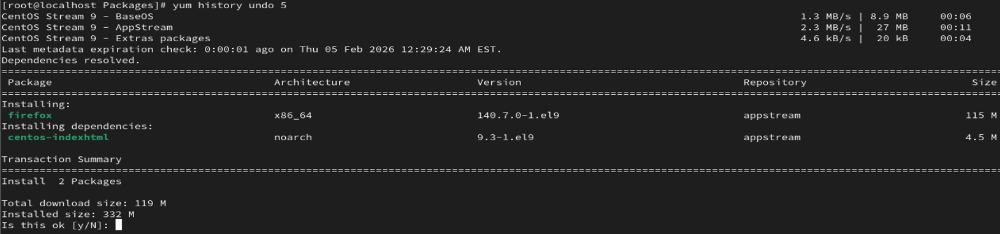 [root@localhost Packages]# yum history undo 5
CentOS Stream 9 - BaseOS 1.3 MB/s | 8.9 MB 00:06
CentOS Stream 9 - AppStream 2.3 MB/s | 27 MB 00:11
CentOS Stream 9 - Extras packages 4.6 kB/s | 20 kB 00:04
Last metadata expiration check: 0:00:01 ago on Thu 05 Feb 2026 12:29:24 AM EST.
Dependencies resolved.
================================================================================
Package Architecture Version Repository Size
================================================================================
Installing:
firefox x86_64 140.7.0-1.el9 appstream 115 M
Installing dependencies:
centos-indexhtml noarch 9.3-1.el9 appstream 4.5 M
Transaction Summary
================================================================================
Install  2 Packages
Total download size: 119 M
Installed size: 332 M
Is this ok [y/N]: